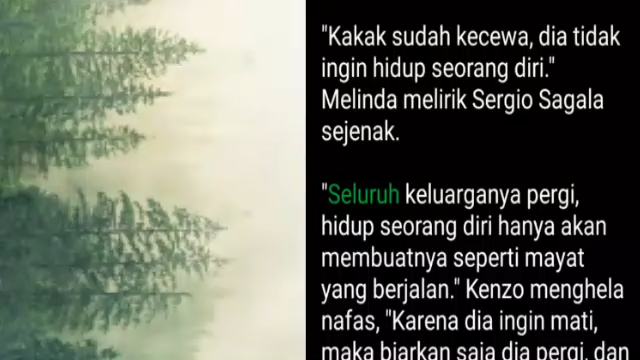 "Kakak sudah kecewa, dia tidak
ingin hidup seorang diri."
Melinda melirik Sergio Sagala
sejenak.
"Seluruh keluarganya pergi,
hidup seorang diri hanya akan
membuatnya seperti mayat
yang berjalan." Kenzo menghela
nafas, "Karena dia ingin mati,
maka biarkan saja dia pergi, dan